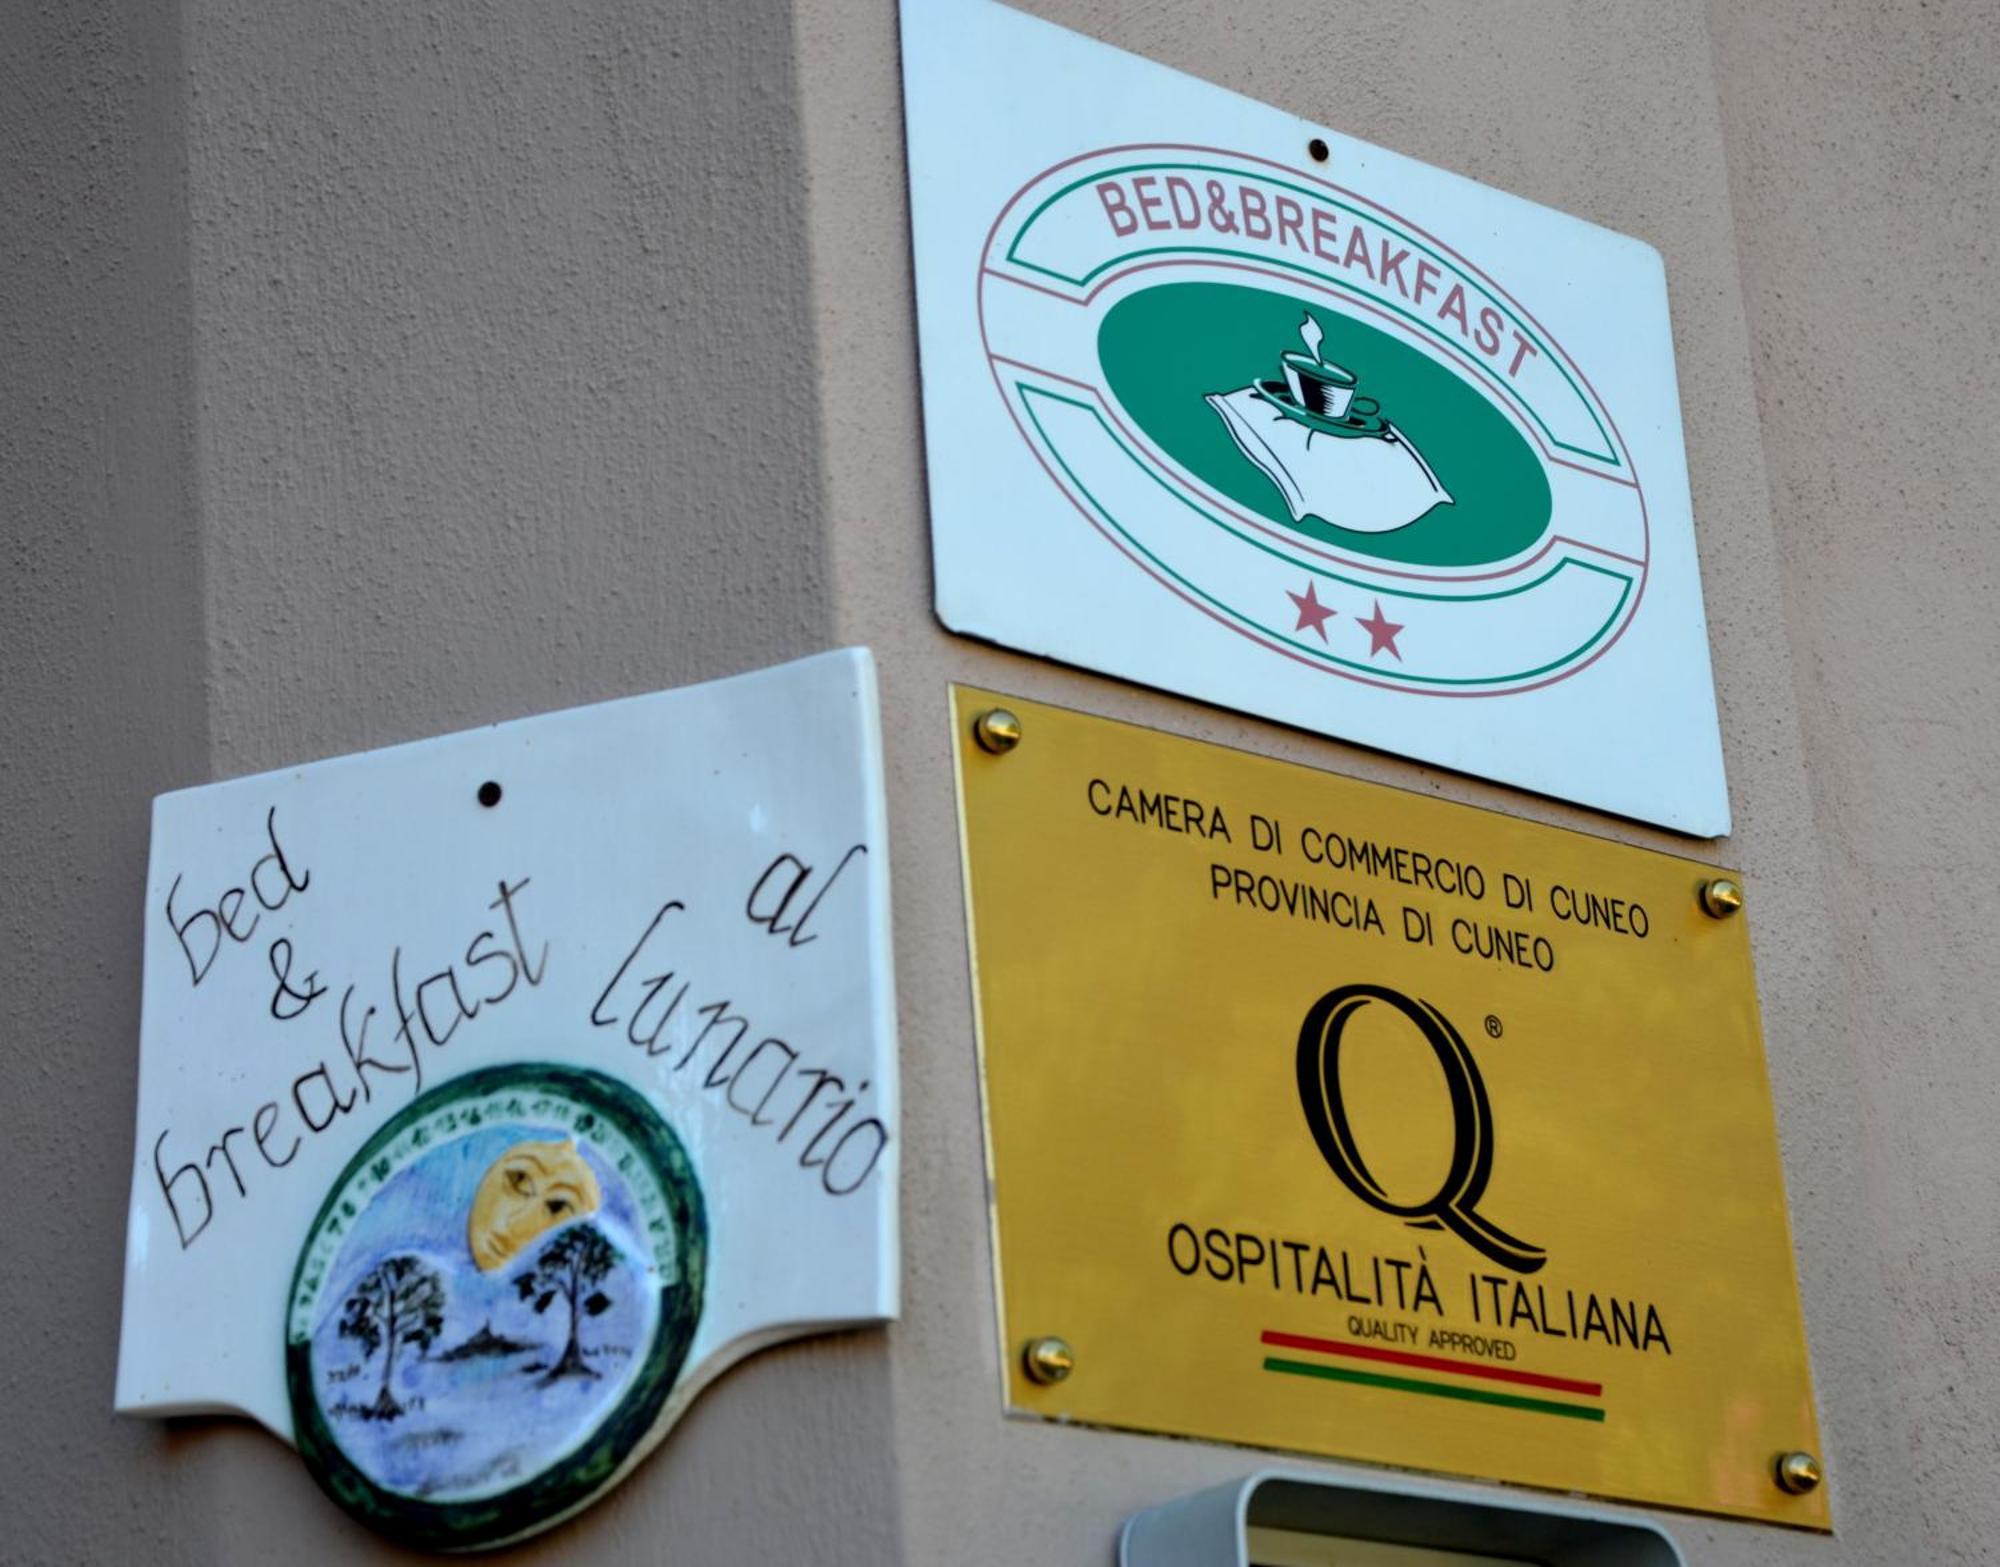 BED&BREAKFAST
bed
&
breakfast
al
lunario
CAMERA DI COMMERCIO DI CUNEO
PROVINCIA DI CUNEO
Q®
OSPITALITÀ ITALIANA
QUALITY APPROVED